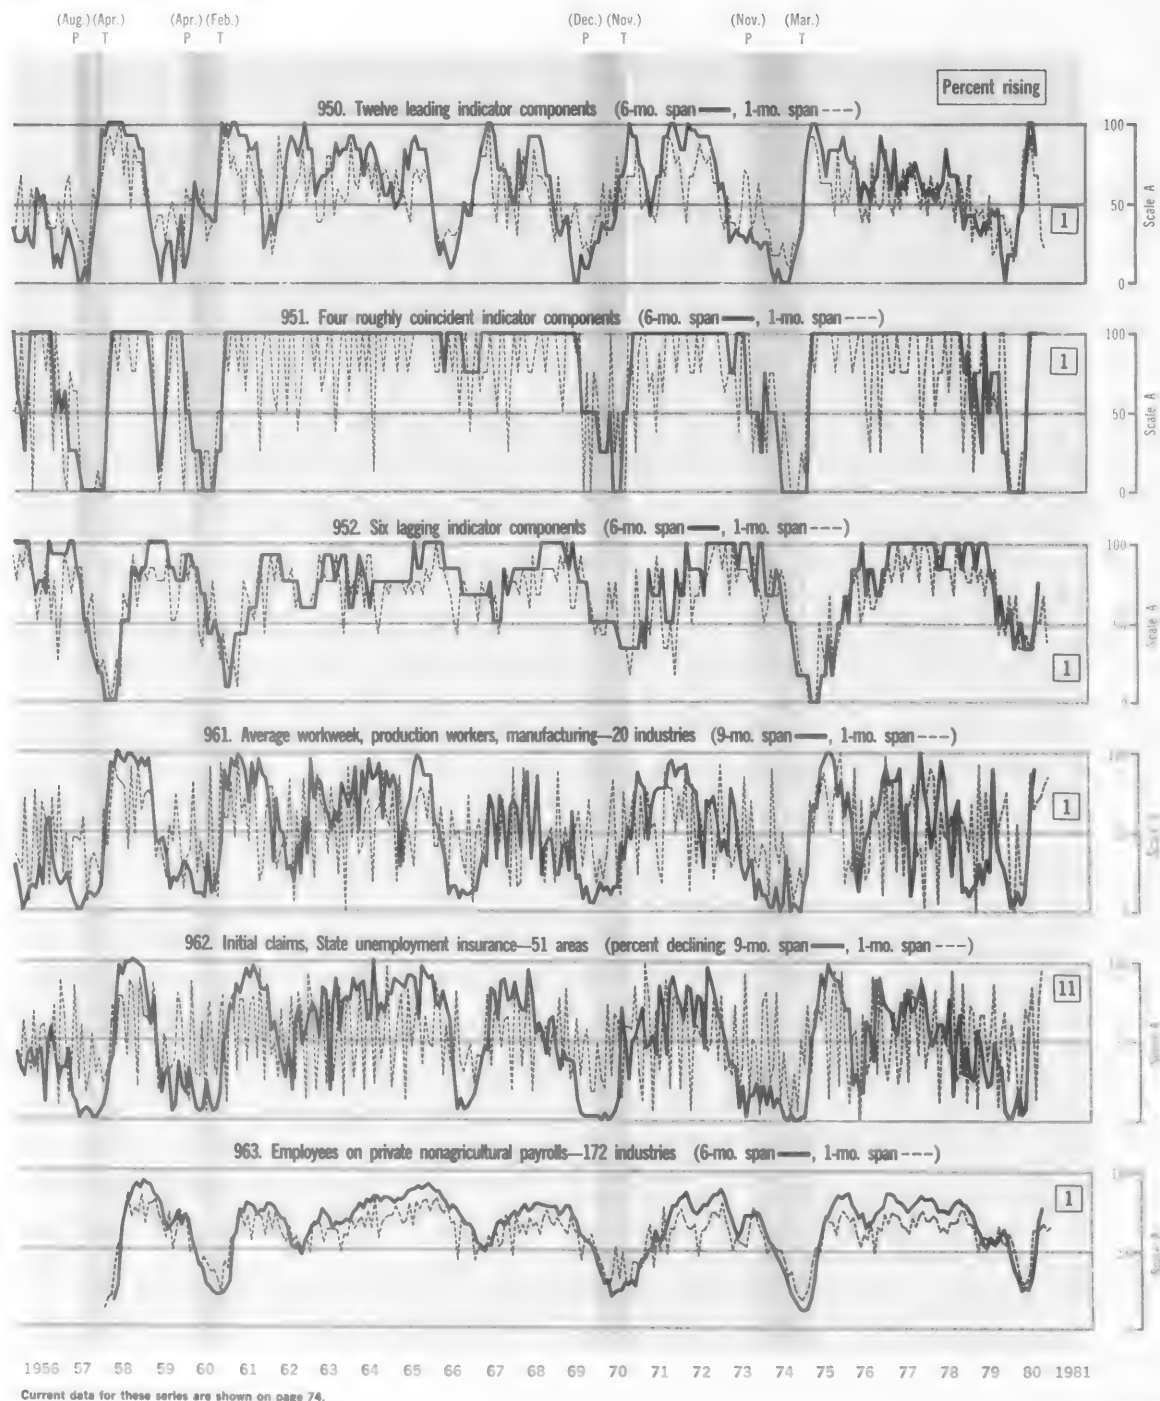 (Aug.) (Apr.) (Apr.) (Feb.) (Dec.) (Nov.) (Nov.) (Mar.)
P T P T P T P T
Percent rising
950. Twelve leading indicator components (6-mo. span, 1-mo. span)
100
50
0
Scale A
1
951. Four roughly coincident indicator components (6-mo. span, 1-mo. span)
100
50
0
Scale A
1
952. Six lagging indicator components (6-mo. span, 1-mo. span)
100
Scale A
1
961. Average workweek, production workers, manufacturing—20 industries (9-mo. span, 1-mo. span)
1
962. Initial claims, State unemployment insurance—51 areas (percent declining; 9-mo. span, 1-mo. span)
11
963. Employees on private nonagricultural payrolls—172 industries (6-mo. span, 1-mo. span)
1
1956 57 58 59 60 61 62 63 64 65 66 67 68 69 70 71 72 73 74 75 76 77 78 79 80 1981
Current data for these series are shown on page 74.